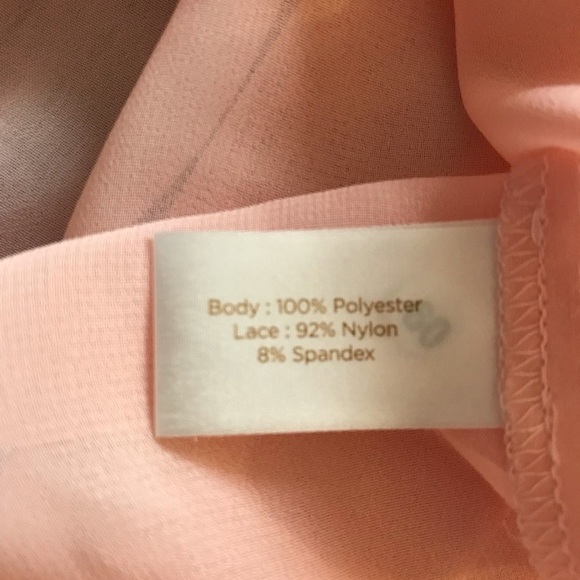 Body : 100% Polyester
Lace : 92% Nylon
8% Spandex